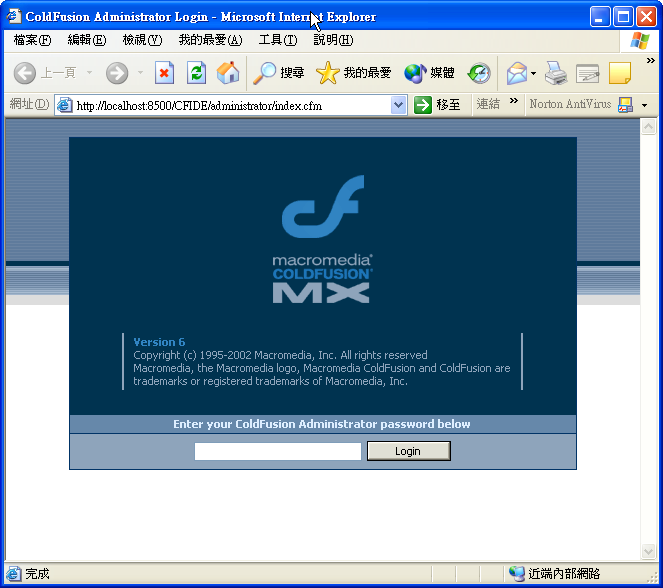 ColdFusion Administrator Login - Microsoft Internet Explorer
檔案(F) 編輯(E) 檢視(V) 我的最愛(A) 工具(T) 說明(H)
上一頁 搜尋 我的最愛 媒體 »
網址(D) http://localhost:8500/CFIDE/administrator/index.cfm 移至 連結 » Norton AntiVirus
cf
macromedia®
COLDFUSION®
MX
Version 6
Copyright (c) 1995-2002 Macromedia, Inc. All rights reserved
Macromedia, the Macromedia logo, Macromedia ColdFusion and ColdFusion are
trademarks or registered trademarks of Macromedia, Inc.
Enter your ColdFusion Administrator password below
Login
完成 近端內部網路